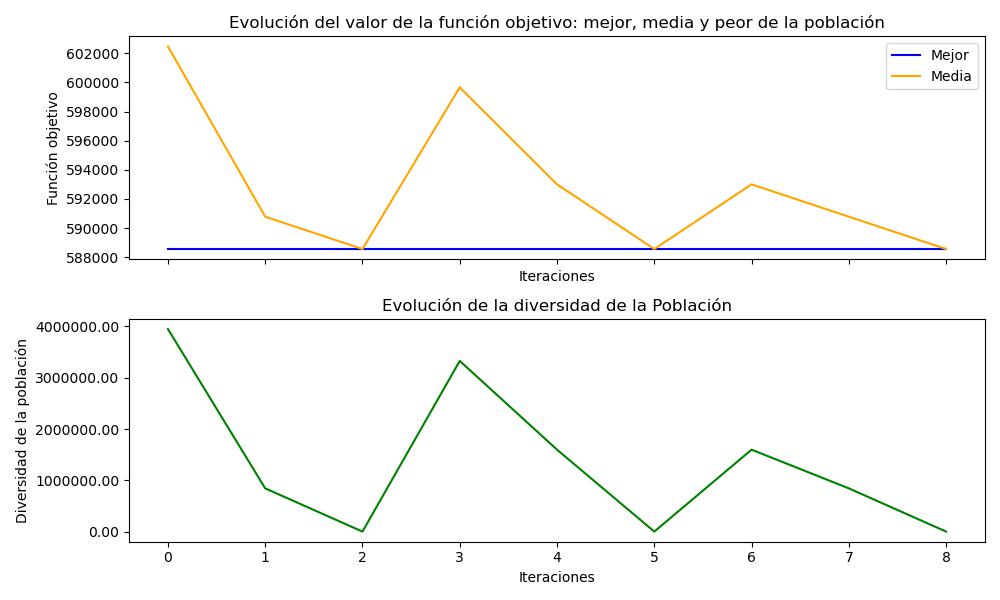 Evolución del valor de la función objetivo: mejor, media y peor de la población
602000
600000
598000
596000
594000
592000
590000
588000
Función objetivo
Mejor
Media
Iteraciones
Evolución de la diversidad de la Población
4000000.00
3000000.00
2000000.00
1000000.00
0.00
Diversidad de la población
0 1 2 3 4 5 6 7 8
Iteraciones